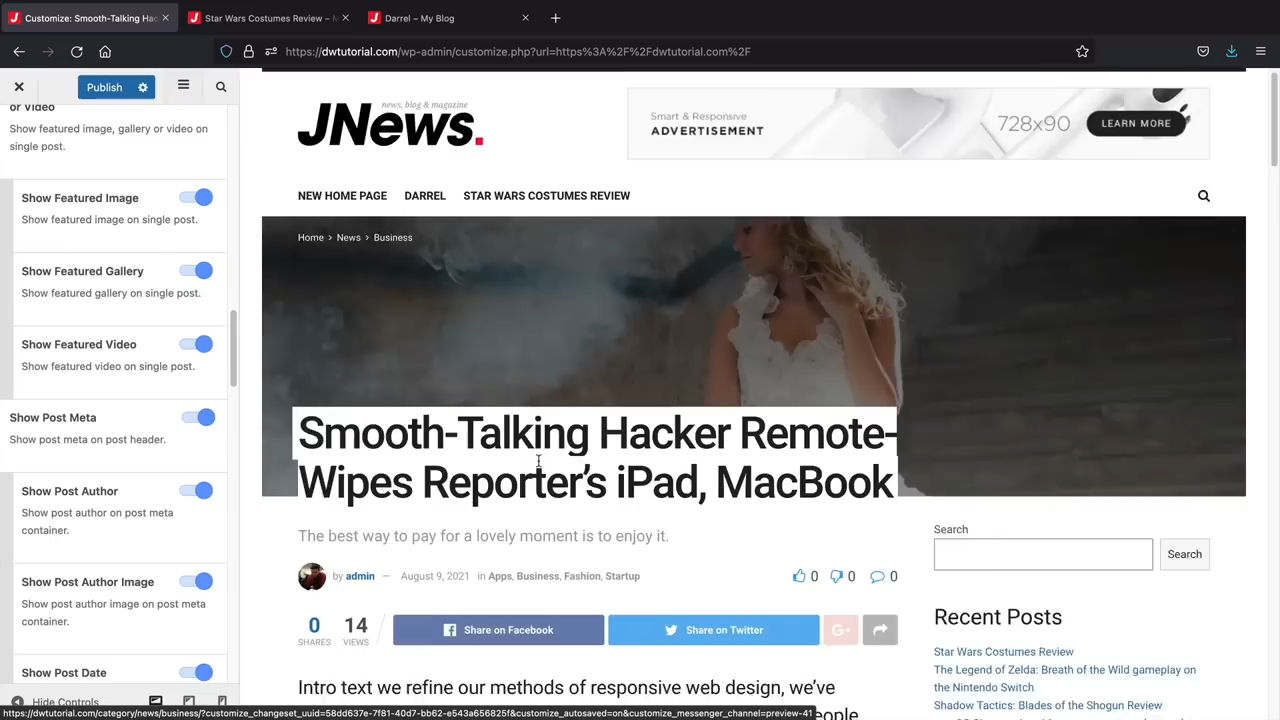 Customize: Smooth-Talking Hac
Star Wars Costumes Review – M
Darrel – My Blog
https://dwtutorial.com/wp-admin/customize.php?url=https%3A%2F%2Fdwtutorial.com%2F
Publish
or Video
Show featured image, gallery or video on
single post.
Show Featured Image
Show featured image on single post.
Show Featured Gallery
Show featured gallery on single post.
Show Featured Video
Show featured video on single post.
Show Post Meta
Show post meta on post header.
Show Post Author
Show post author on post meta
container.
Show Post Author Image
Show post author image on post meta
container.
Show Post Date
Hide Controls
news, blog & magazine
JNews.
Smart & Responsive
ADVERTISEMENT
728x90
LEARN MORE
NEW HOME PAGE DARREL STAR WARS COSTUMES REVIEW
Home > News > Business
Smooth-Talking Hacker Remote-
Wipes Reporter’s iPad, MacBook
The best way to pay for a lovely moment is to enjoy it.
by admin — August 9, 2021 in Apps, Business, Fashion, Startup
0 0 0
0
SHARES
14
VIEWS
Share on Facebook
Share on Twitter
G+
Intro text we refine our methods of responsive web design, we’ve
people
Search
Search
Recent Posts
Star Wars Costumes Review
The Legend of Zelda: Breath of the Wild gameplay on
the Nintendo Switch
Shadow Tactics: Blades of the Shogun Review
https://dwtutorial.com/category/news/business/?customize_changeset_uuid=58dd637e-7f81-40d7-bb62-e543a656825f&customize_autosaved=on&customize_messenger_channel=preview-41